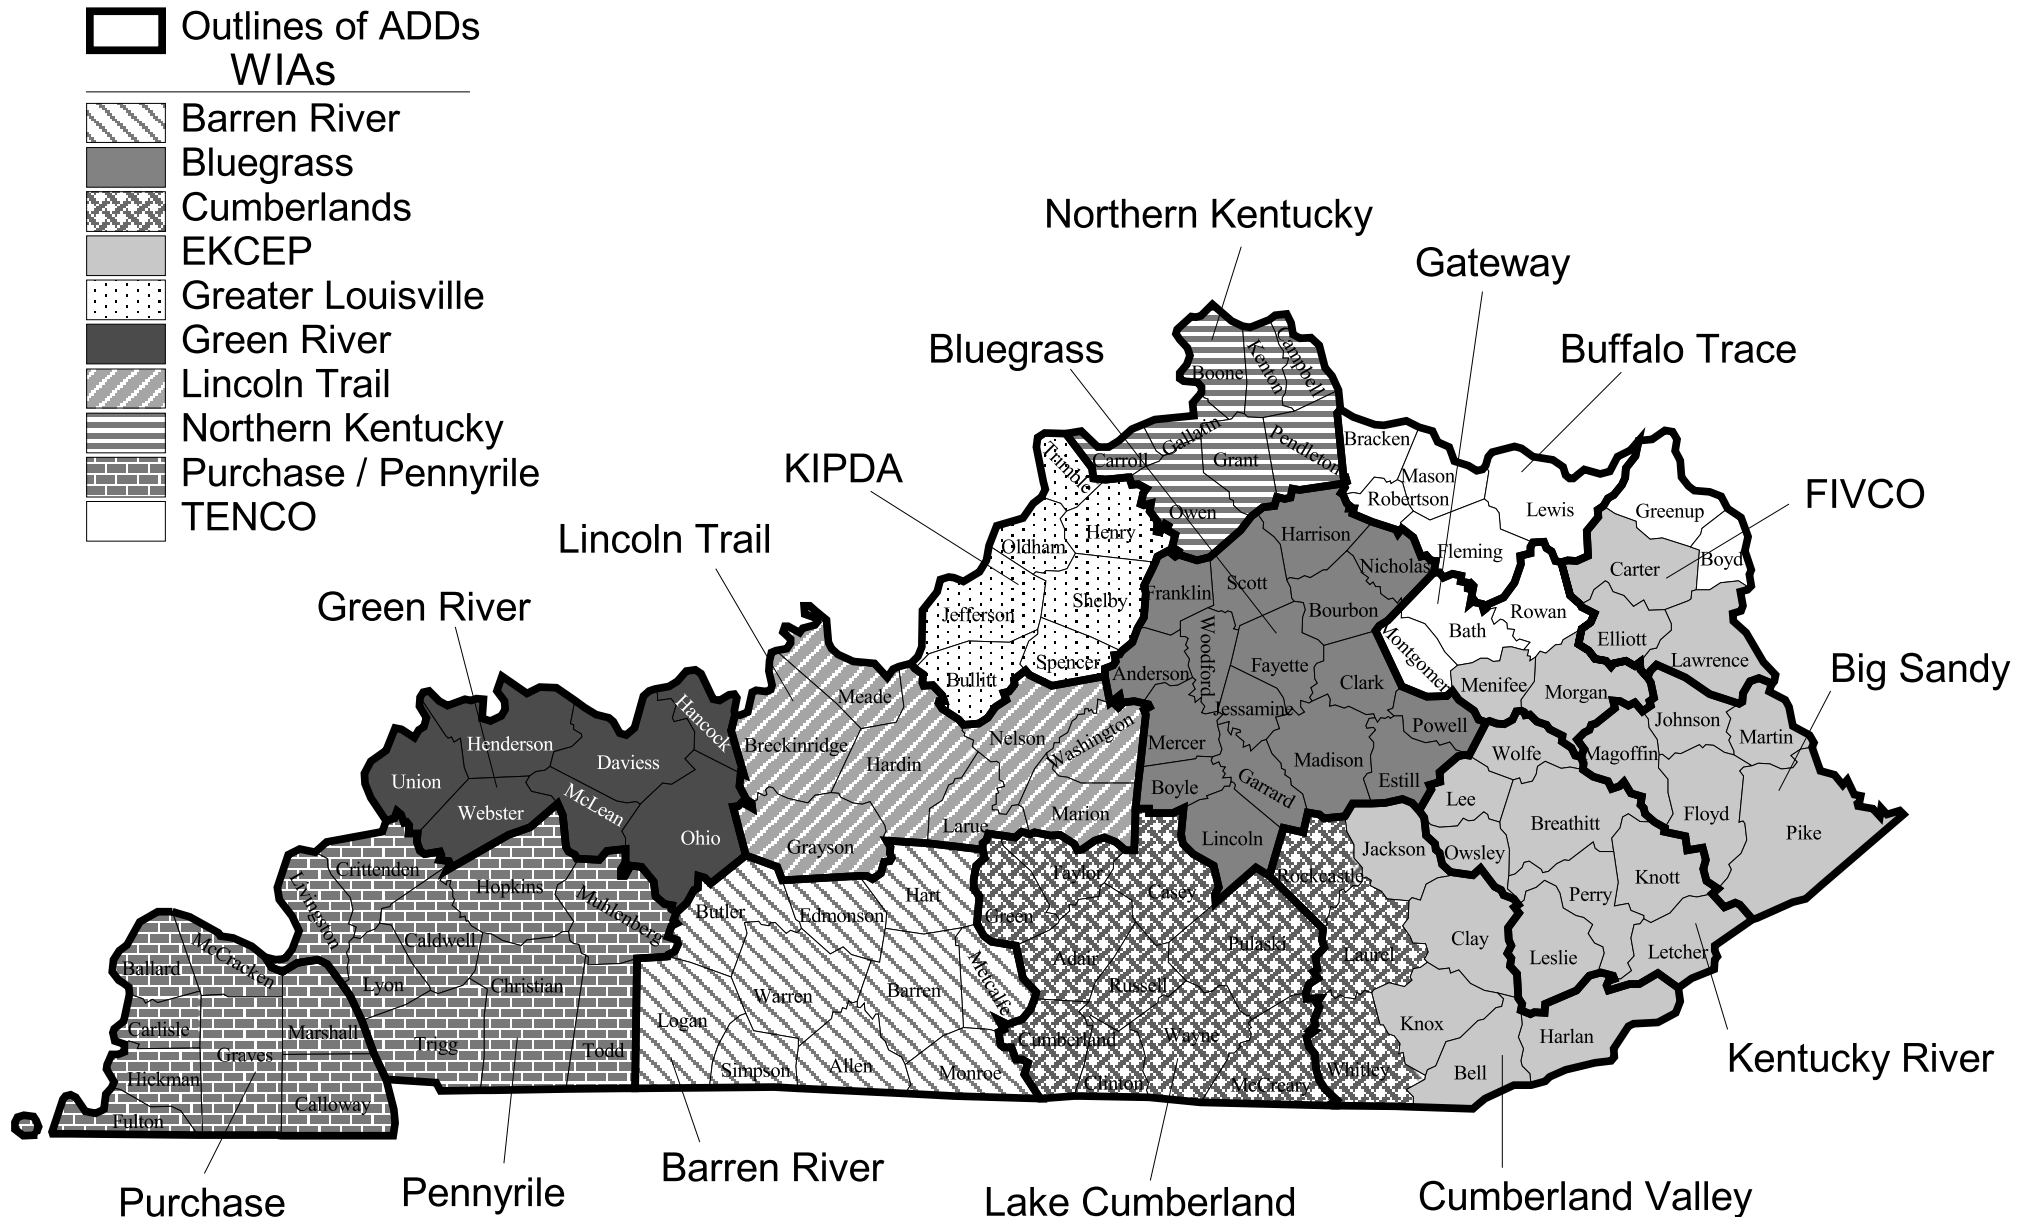 Outlines of ADDs
WIAs
Barren River
Bluegrass
Cumberlands
EKCEP
Greater Louisville
Green River
Lincoln Trail
Northern Kentucky
Purchase / Pennyrile
TENCO
Northern Kentucky
Gateway
Bluegrass
Buffalo Trace
KIPDA
FIVCO
Lincoln Trail
Green River
Big Sandy
Kentucky River
Cumberland Valley
Lake Cumberland
Barren River
Pennyrile
Purchase
Boone
Kenton
Campbell
Carroll
Gallatin
Grant
Pendleton
Owen
Trimble
Henry
Oldham
Jefferson
Shelby
Spencer
Bullitt
Bracken
Mason
Robertson
Lewis
Fleming
Greenup
Carter
Boyd
Elliott
Lawrence
Rowan
Bath
Montgomery
Menifee
Morgan
Harrison
Nicholas
Franklin
Scott
Bourbon
Woodford
Anderson
Fayette
Clark
Jessamine
Powell
Mercer
Madison
Estill
Boyle
Garrard
Lincoln
Meade
Breckinridge
Hardin
Nelson
Washington
Larue
Marion
Grayson
Hancock
Henderson
Daviess
Union
Webster
McLean
Ohio
Johnson
Martin
Magoffin
Floyd
Pike
Wolfe
Lee
Breathitt
Owsley
Knott
Perry
Leslie
Letcher
Jackson
Rockcastle
Clay
Laurel
Knox
Harlan
Bell
Whitley
Taylor
Casey
Green
Adair
Pulaski
Russell
Cumberland
Wayne
Clinton
McCreary
Hart
Butler
Edmonson
Metcalfe
Warren
Barren
Logan
Simpson
Allen
Monroe
Crittenden
Livingston
Hopkins
Muhlenberg
Caldwell
Lyon
Christian
Trigg
Todd
Ballard
McCracken
Carlisle
Marshall
Graves
Hickman
Calloway
Fulton